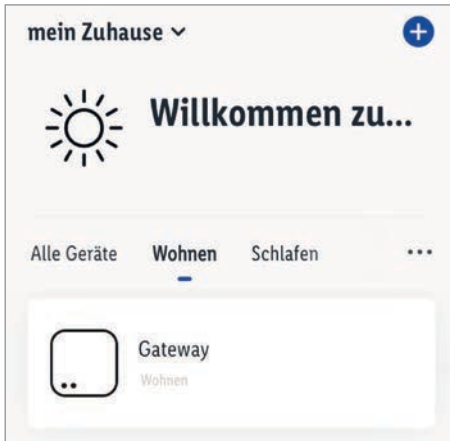 mein Zuhause
Willkommen zu...
Alle Geräte Wohnen Schlafen
Gateway
Wohnen